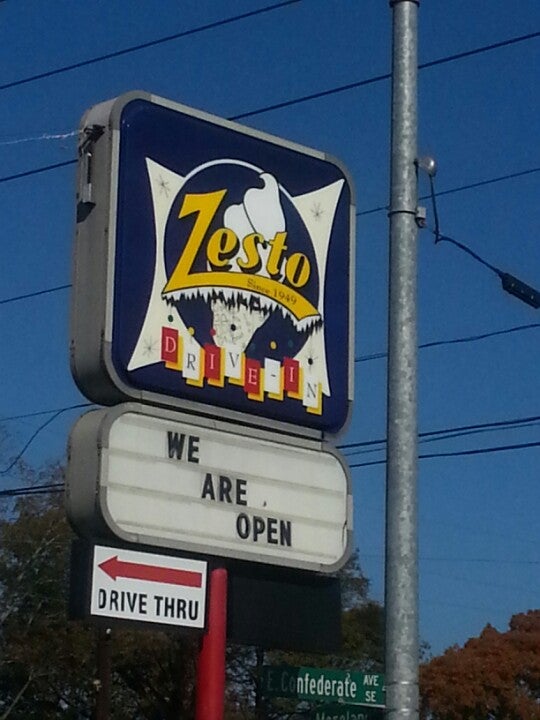 Zesto
Since 1949
DRIVE-IN
WE
ARE
OPEN
DRIVE THRU
E. Confederate AVE SE